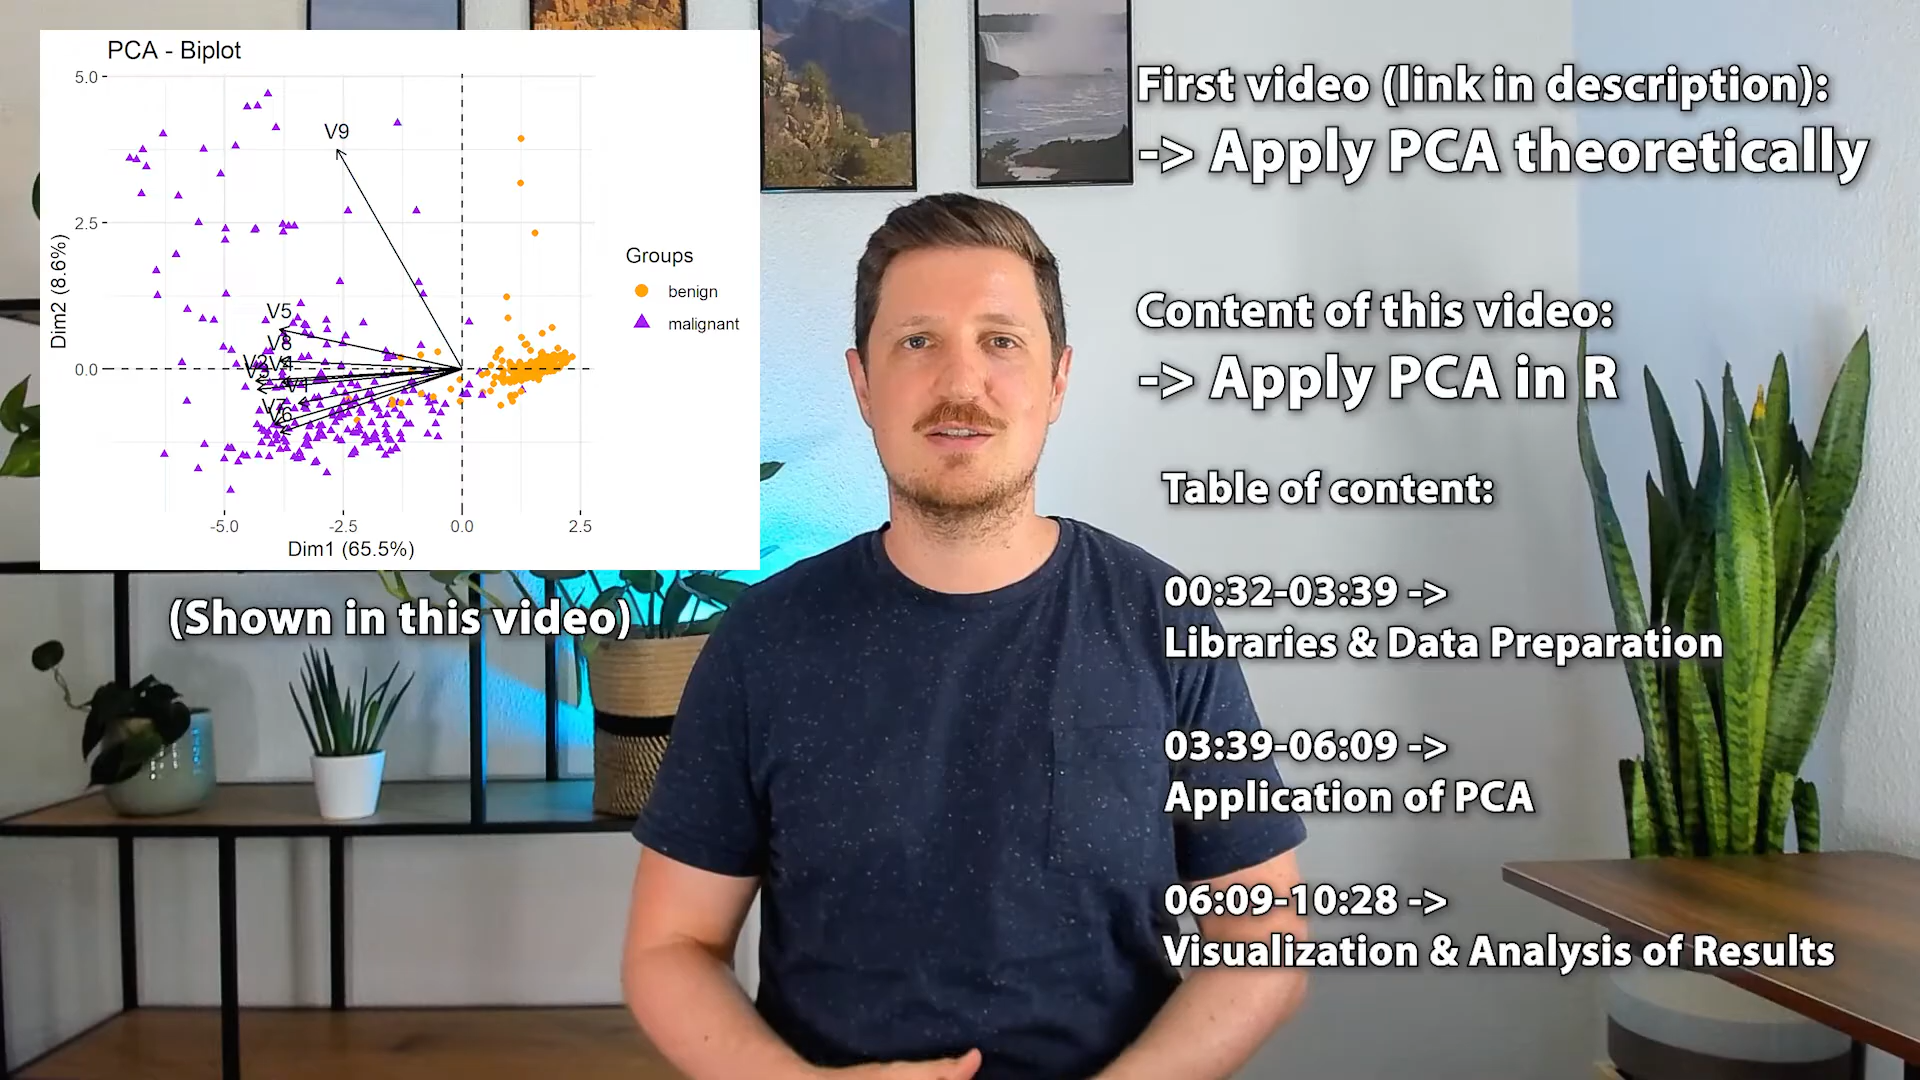 PCA - Biplot
5.0
2.5
0.0
Dim2 (8.6%)
-5.0
-2.5
0.0
2.5
Dim1 (65.5%)
V9
V5
V8
V4
V7
V6
Groups
benign
malignant
(Shown in this video)
First video (link in description):
-> Apply PCA theoretically
Content of this video:
-> Apply PCA in R
Table of content:
00:32-03:39 ->
Libraries & Data Preparation
03:39-06:09 ->
Application of PCA
06:09-10:28 ->
Visualization & Analysis of Results